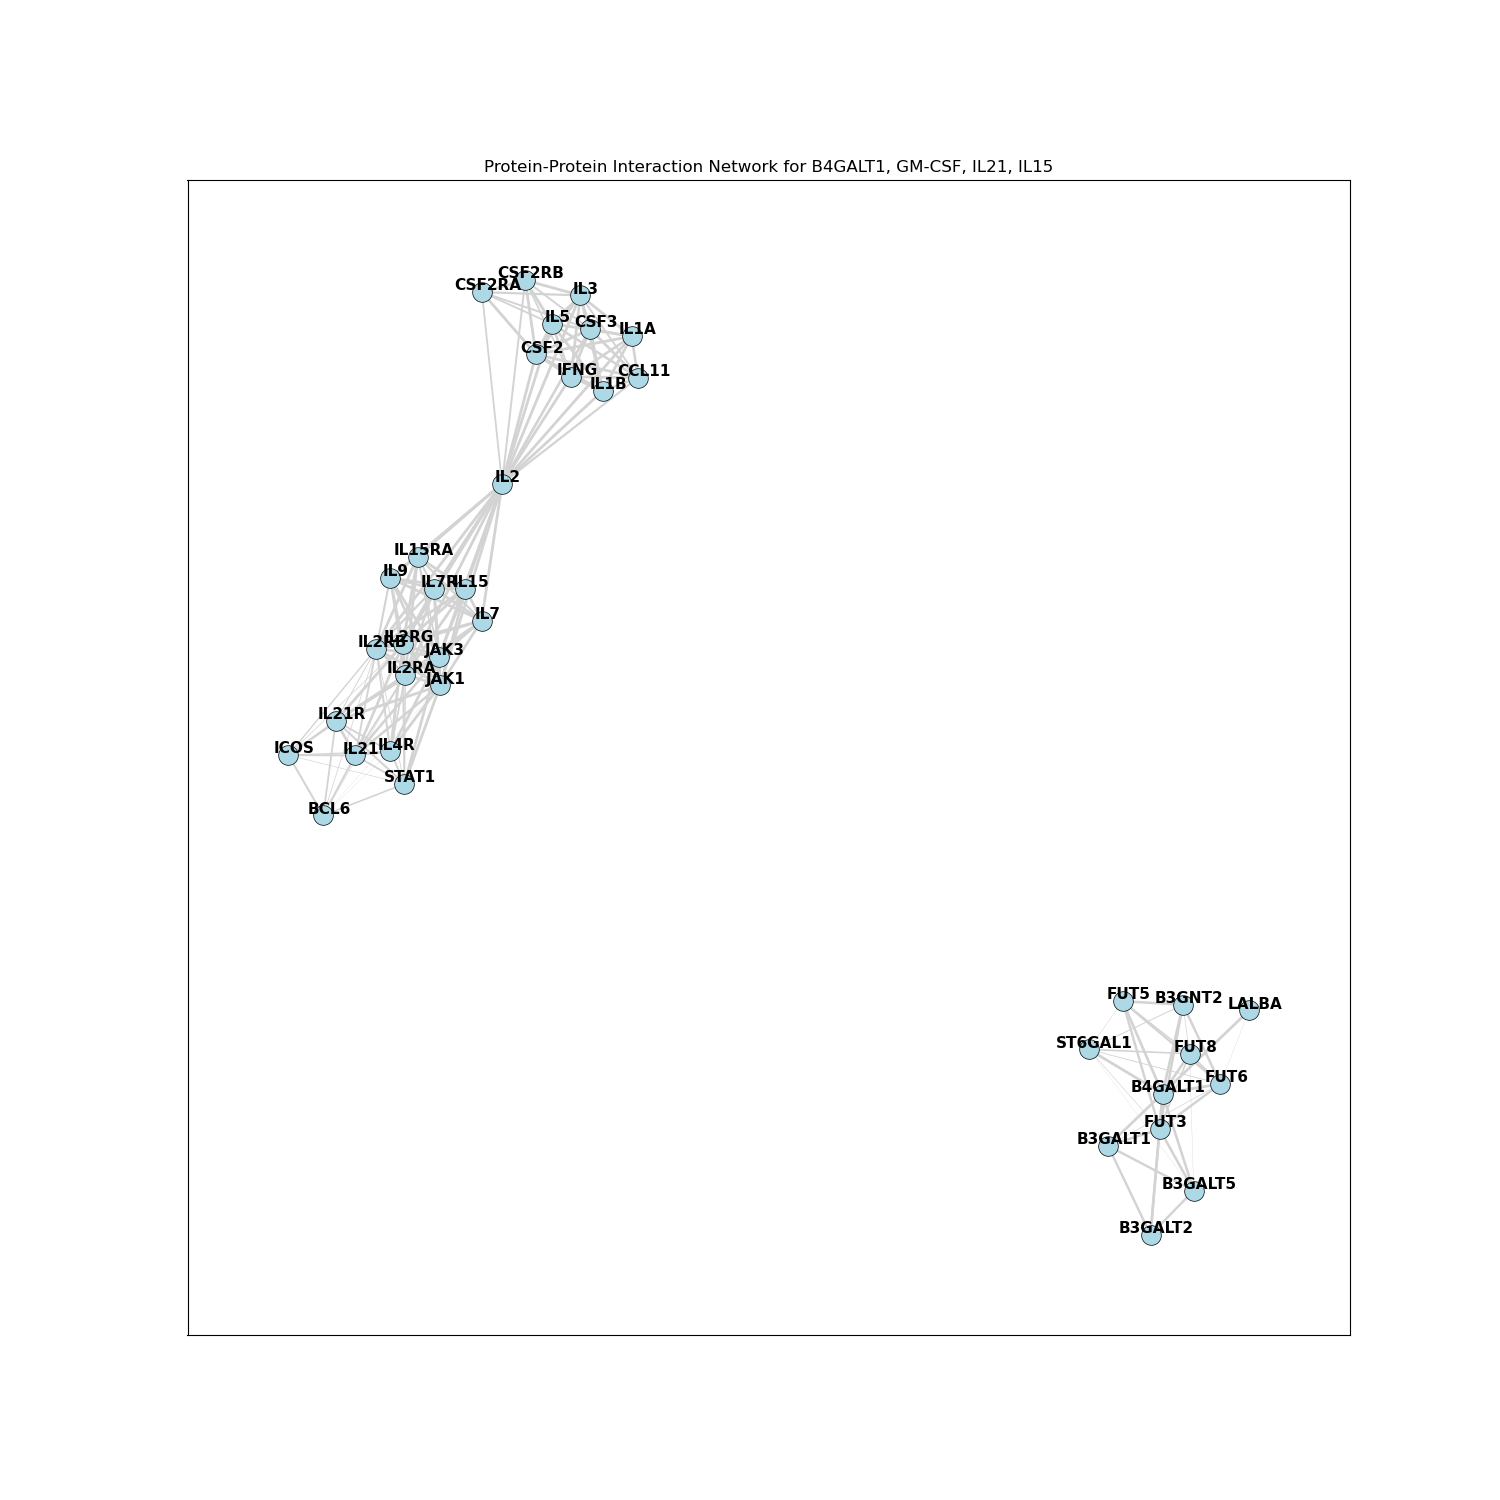 Protein-Protein Interaction Network for B4GALT1, GM-CSF, IL21, IL15
CSF2RB
CSF2RA
IL3
IL5
CSF3
IL1A
CSF2
IFNG
CCL11
IL1B
IL2
IL15RA
IL9
IL7R
IL15
IL7
IL2RG
IL2RB
JAK3
IL2RA
JAK1
IL21R
ICOS
IL21
IL4R
STAT1
BCL6
FUT5
B3GNT2
LALBA
ST6GAL1
FUT8
FUT6
B4GALT1
FUT3
B3GALT1
B3GALT5
B3GALT2